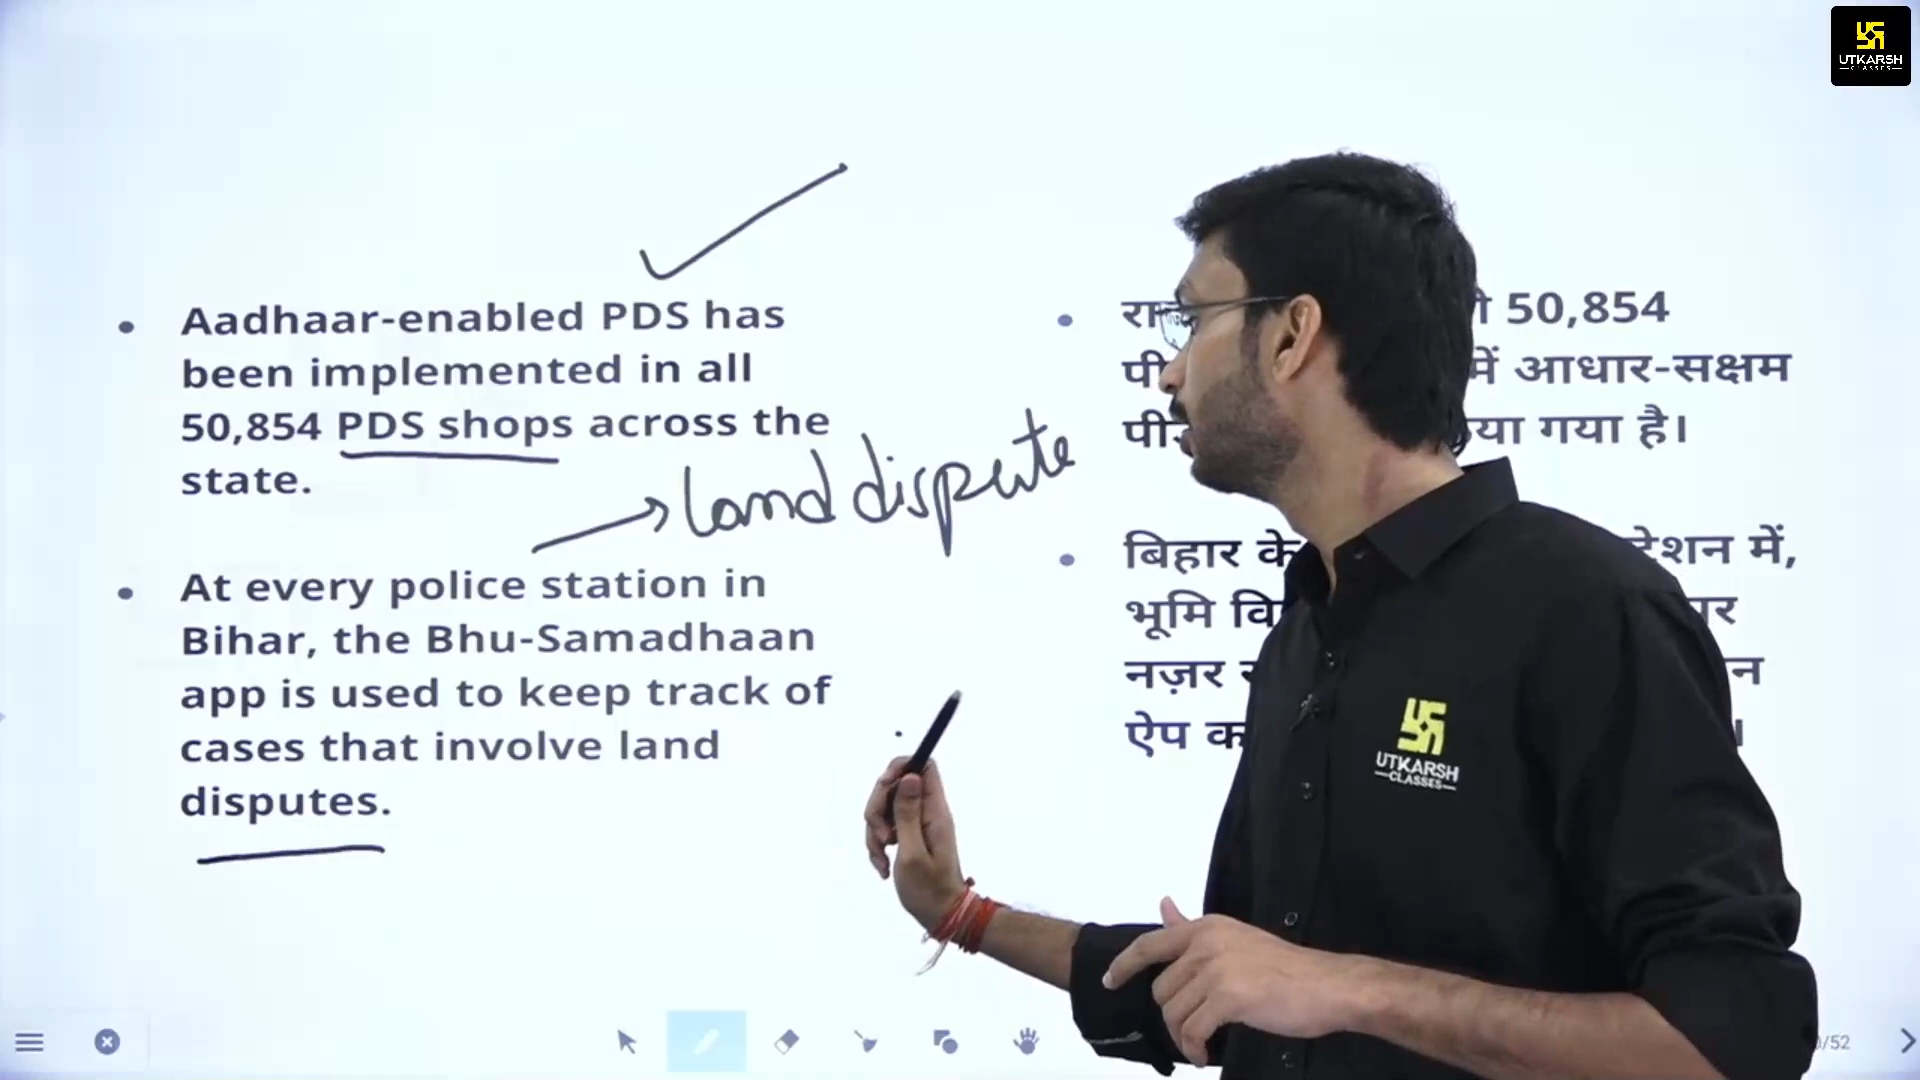 UTKARSH
CLASSES
Aadhaar-enabled PDS has
been implemented in all
50,854 PDS shops across the
state.
land dispute
At every police station in
Bihar, the Bhu-Samadhaan
app is used to keep track of
cases that involve land
disputes.
50,854
में आधार-सक्षम
गया है।
बिहार के
भूमि
नज़र
ऐप
UTKARSH
CLASSES
/52